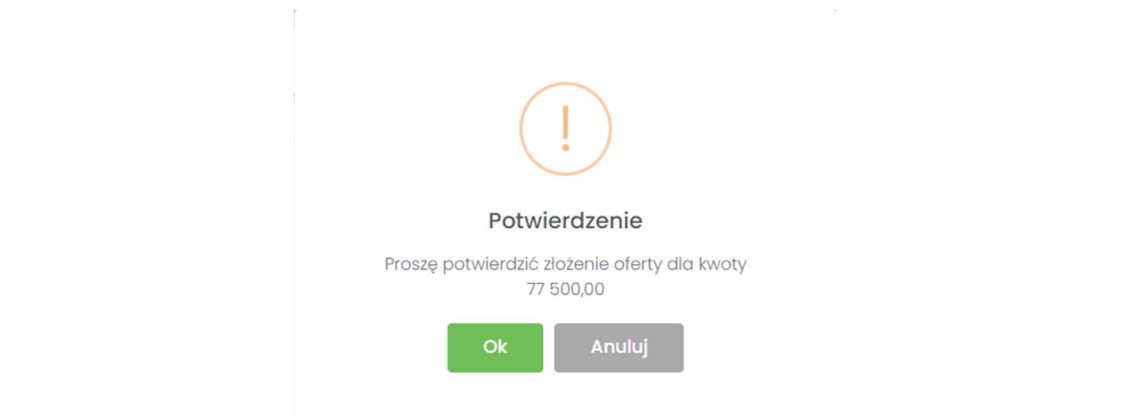 Potwierdzenie
Proszę potwierdzić złożenie oferty dla kwoty
77 500,00
Ok
Anuluj